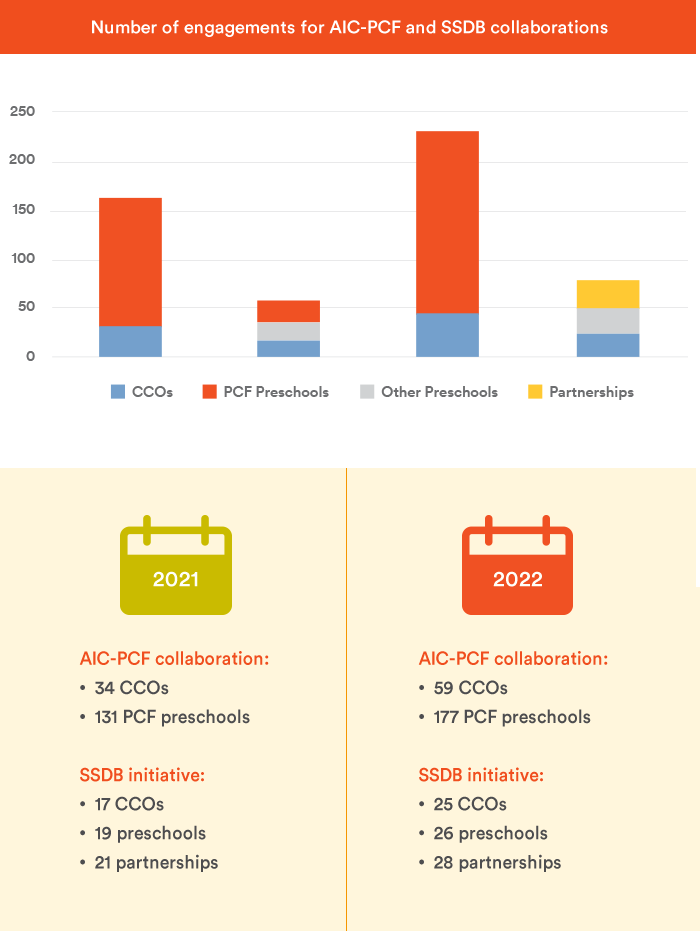 Number of engagements for AIC-PCF and SSDB collaborations
250
200
150
100
50
0
CCOs PCF Preschools Other Preschools Partnerships
2021
AIC-PCF collaboration:
• 34 CCOs
• 131 PCF preschools
SSDB initiative:
• 17 CCOs
• 19 preschools
• 21 partnerships
2022
AIC-PCF collaboration:
• 59 CCOs
• 177 PCF preschools
SSDB initiative:
• 25 CCOs
• 26 preschools
• 28 partnerships